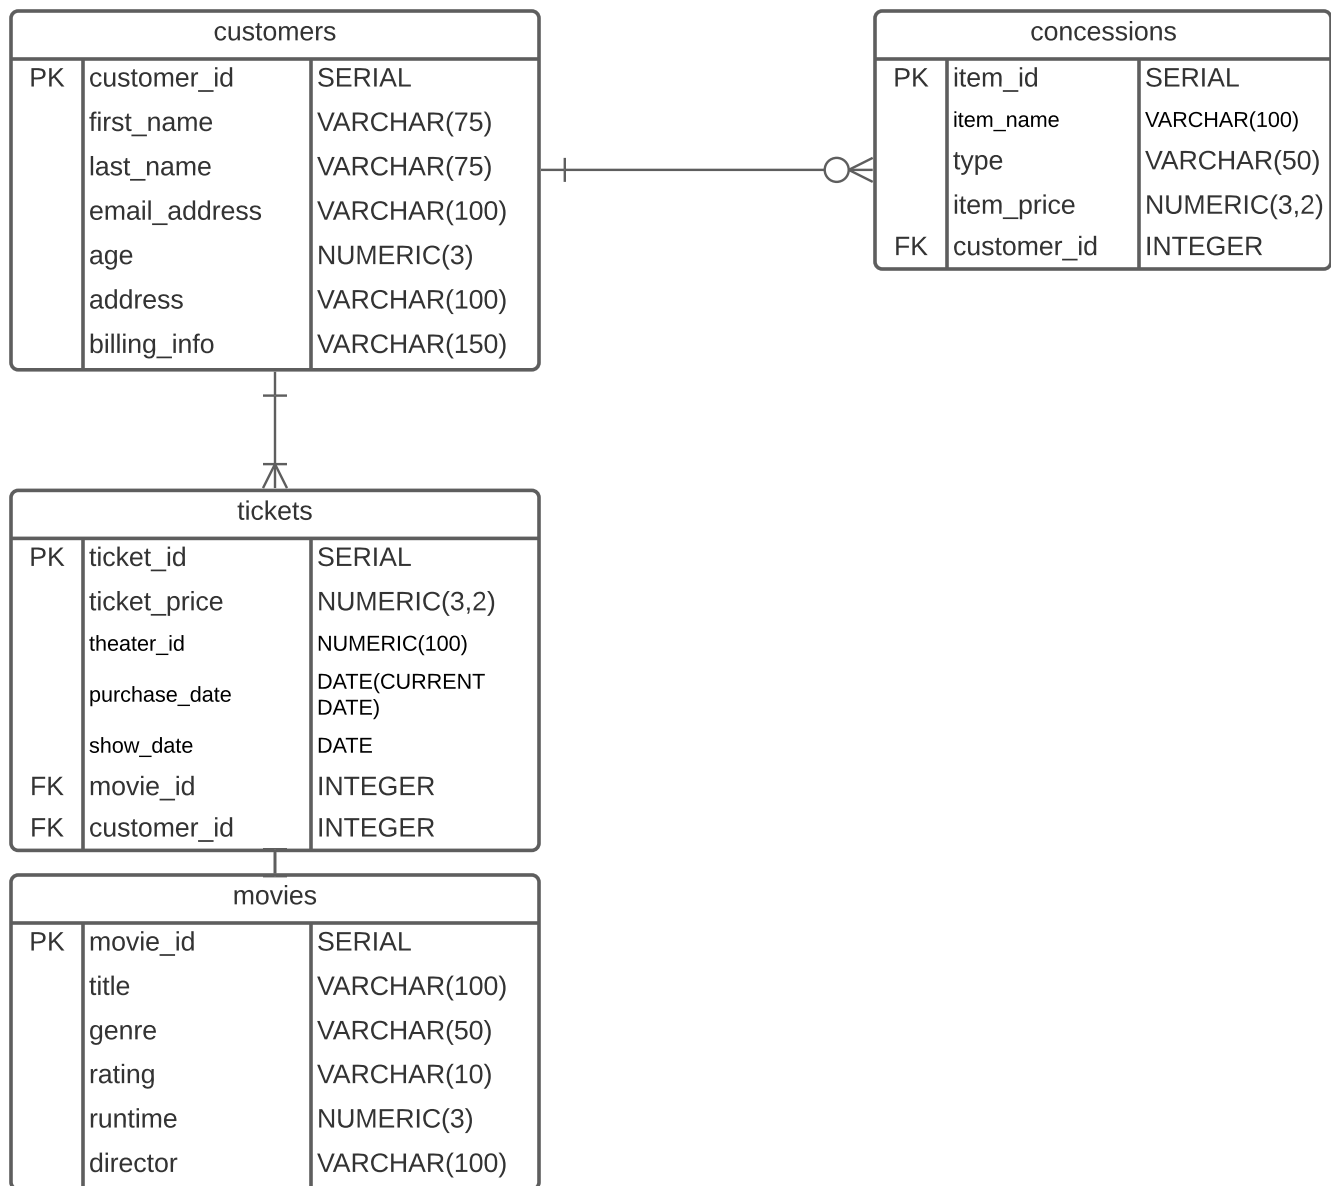 customers
PK customer_id SERIAL
first_name VARCHAR(75)
last_name VARCHAR(75)
email_address VARCHAR(100)
age NUMERIC(3)
address VARCHAR(100)
billing_info VARCHAR(150)
concessions
PK item_id SERIAL
item_name VARCHAR(100)
type VARCHAR(50)
item_price NUMERIC(3,2)
FK customer_id INTEGER
tickets
PK ticket_id SERIAL
ticket_price NUMERIC(3,2)
theater_id NUMERIC(100)
purchase_date DATE(CURRENT
DATE)
show_date DATE
FK movie_id INTEGER
FK customer_id INTEGER
movies
PK movie_id SERIAL
title VARCHAR(100)
genre VARCHAR(50)
rating VARCHAR(10)
runtime NUMERIC(3)
director VARCHAR(100)